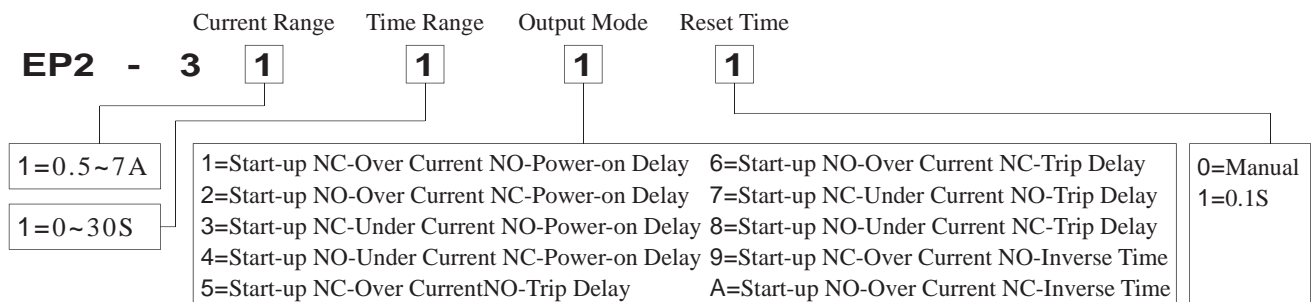 Current Range Time Range Output Mode Reset Time
EP2 - 3 1 1 1 1
1=0.5~7A
1=0~30S
1=Start-up NC-Over Current NO-Power-on Delay 6=Start-up NO-Over Current NC-Trip Delay
2=Start-up NO-Over Current NC-Power-on Delay 7=Start-up NC-Under Current NO-Trip Delay
3=Start-up NC-Under Current NO-Power-on Delay 8=Start-up NO-Under Current NC-Trip Delay
4=Start-up NO-Under Current NC-Power-on Delay 9=Start-up NC-Over Current NO-Inverse Time
5=Start-up NC-Over CurrentNO-Trip Delay A=Start-up NO-Over Current NC-Inverse Time
0=Manual
1=0.1S